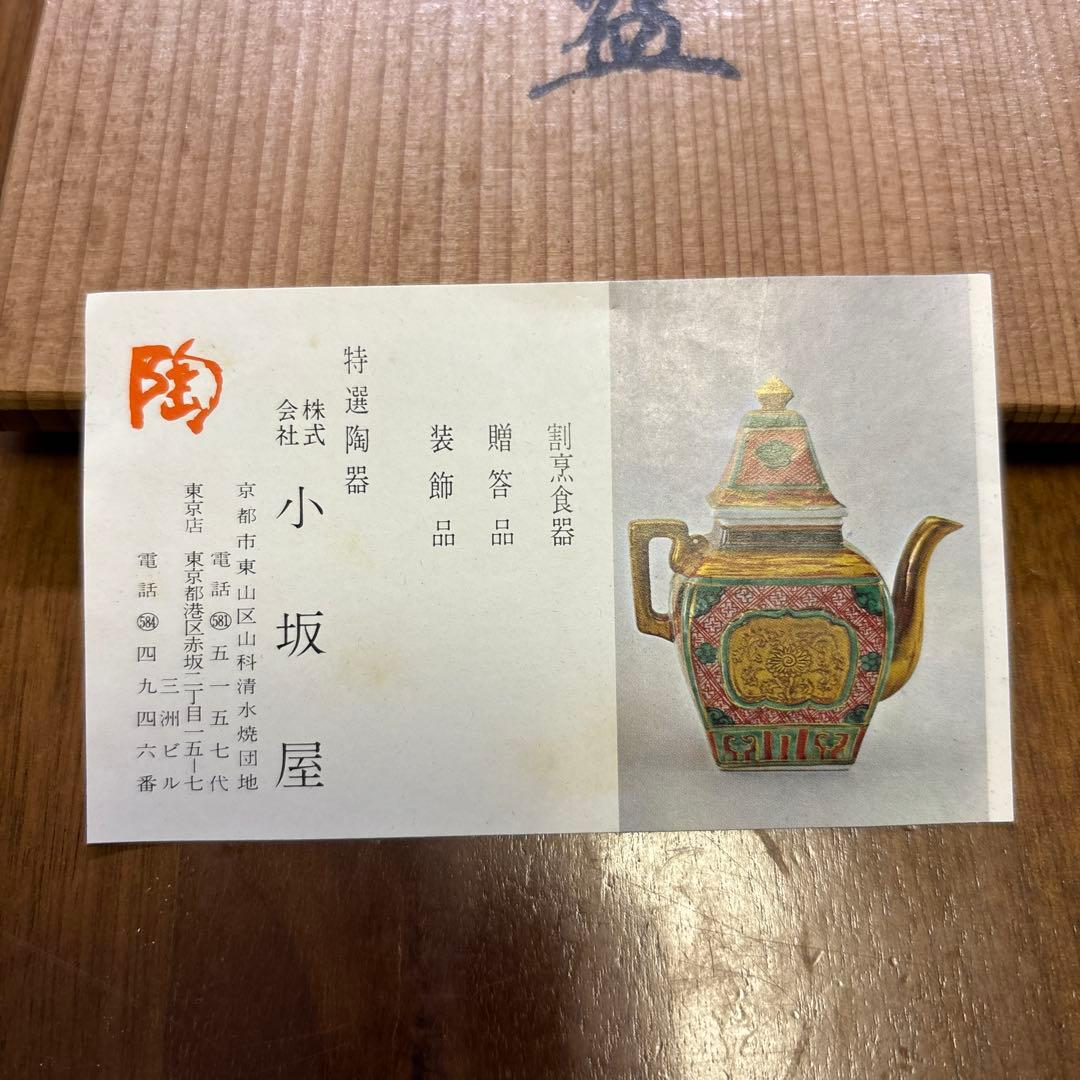 盆
割烹食器
贈答品
装飾品
特選陶器
株式会社 小坂屋
京都市東山区山科清水焼団地
電話(581)五一五七代
東京店 東京都港区赤坂二丁目一五ー七
三洲ビル
電話(584)四九四六番
陶